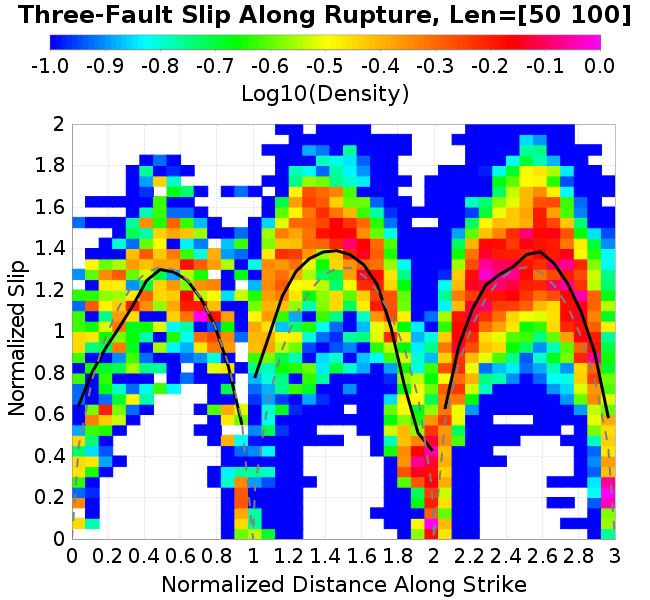 Three-Fault Slip Along Rupture, Len=[50 100]
-1.0 -0.9 -0.8 -0.7 -0.6 -0.5 -0.4 -0.3 -0.2 -0.1 0.0
Log10(Density)
2
1.8
1.6
1.4
1.2
1
0.8
0.6
0.4
0.2
0
Normalized Slip
0 0.2 0.4 0.6 0.8 1 1.2 1.4 1.6 1.8 2 2.2 2.4 2.6 2.8 3
Normalized Distance Along Strike